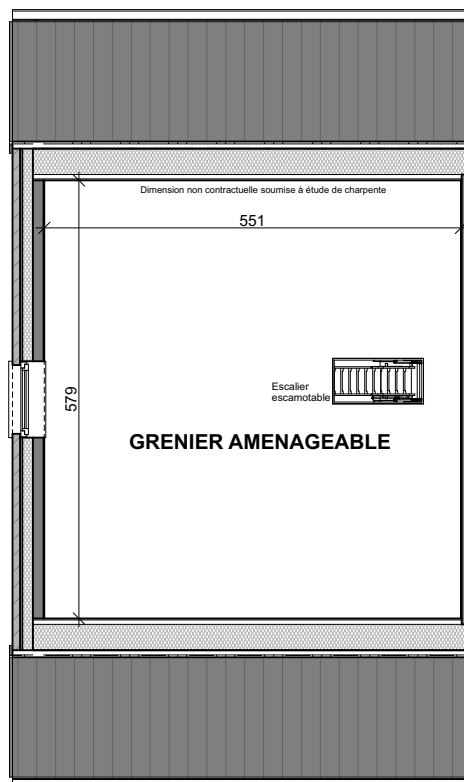 Dimension non contractuelle soumise à étude de charpente
551
579
Escalier
escamotable
GRENIER AMENAGEABLE